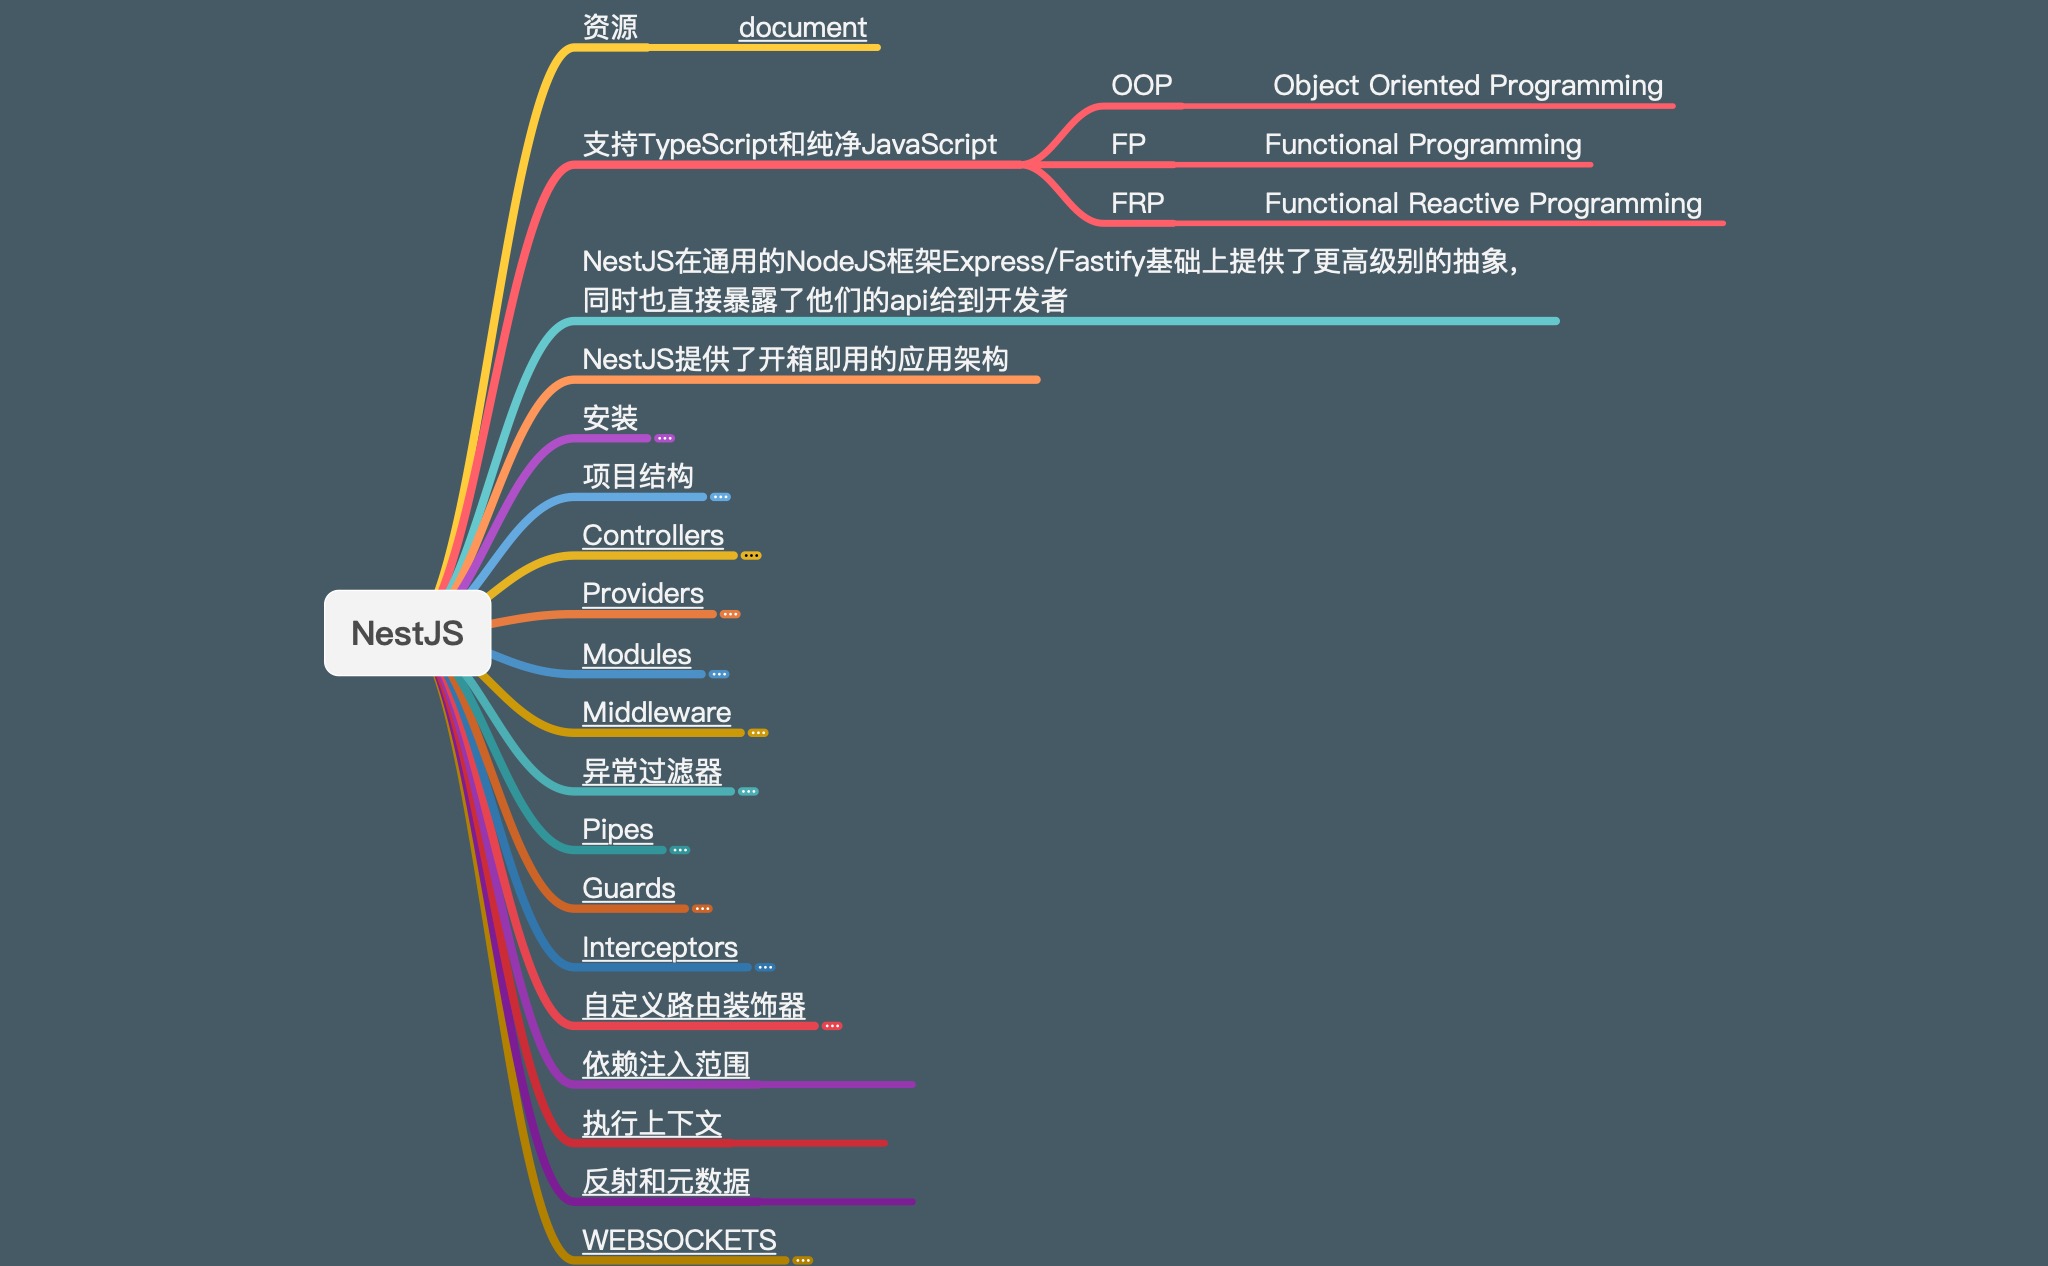 资源 document
支持TypeScript和纯净JavaScript
OOP Object Oriented Programming
FP Functional Programming
FRP Functional Reactive Programming
NestJS在通用的NodeJS框架Express/Fastify基础上提供了更高级别的抽象，
同时也直接暴露了他们的api给到开发者
NestJS提供了开箱即用的应用架构
安装
项目结构
Controllers
Providers
NestJS
Modules
Middleware
异常过滤器
Pipes
Guards
Interceptors
自定义路由装饰器
依赖注入范围
执行上下文
反射和元数据
WEBSOCKETS